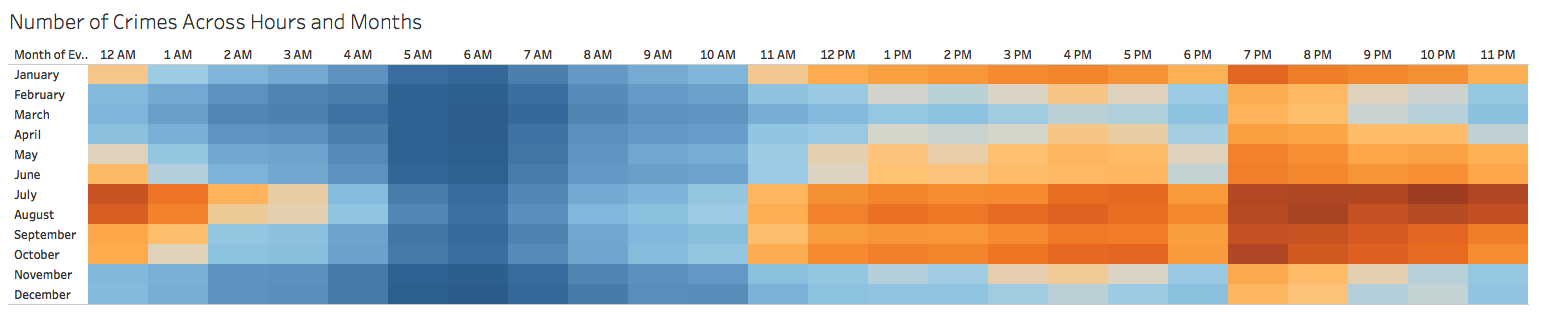 Number of Crimes Across Hours and Months
Month of Ev.. 12 AM 1 AM 2 AM 3 AM 4 AM 5 AM 6 AM 7 AM 8 AM 9 AM 10 AM 11 AM 12 PM 1 PM 2 PM 3 PM 4 PM 5 PM 6 PM 7 PM 8 PM 9 PM 10 PM 11 PM
January
February
March
April
May
June
July
August
September
October
November
December